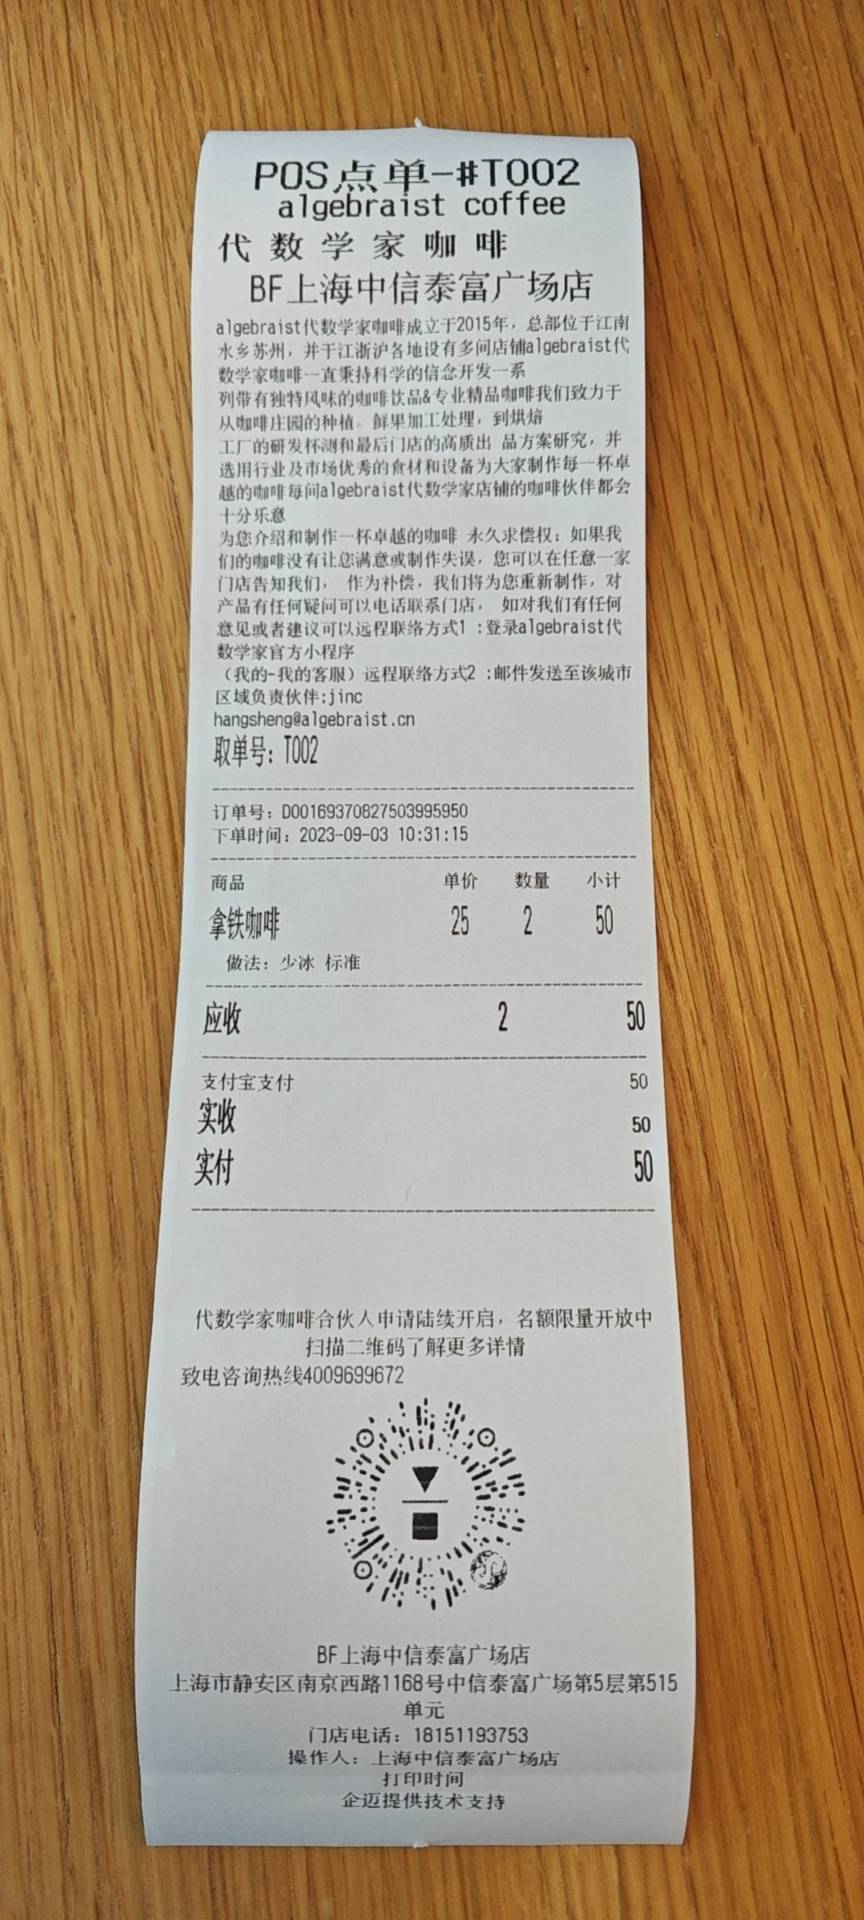 POS点单-#T002
algebraist coffee
代数学家咖啡
BF上海中信泰富广场店
algebraist代数学家咖啡成立于2015年，总部位于江南
水乡苏州，并于江浙沪各地设有多间店铺algebraist代
数学家咖啡一直秉持科学的信念开发一系
列带有独特风味的咖啡饮品&专业精品咖啡我们致力于
从咖啡庄园的种植。鲜果加工处理，到烘焙
工厂的研发杯测和最后门店的高质出 品方案研究，并
选用行业及市场优秀的食材和设备为大家制作每一杯卓
越的咖啡每间algebraist代数学家店铺的咖啡伙伴都会
十分乐意
为您介绍和制作一杯卓越的咖啡 永久求偿权：如果我
们的咖啡没有让您满意或制作失误，您可以在任意一家
门店告知我们， 作为补偿，我们将为您重新制作，对
产品有任何疑问可以电话联系门店， 如对我们有任何
意见或者建议可以远程联络方式1 :登录algebraist代
数学家官方小程序
（我的-我的客服）远程联络方式2 :邮件发送至该城市
区域负责伙伴:jinc
hangsheng@algebraist.cn
取单号：T002
订单号：D00169370827503995950
下单时间：2023-09-03 10:31:15
商品 单价 数量 小计
拿铁咖啡 25 2 50
做法：少冰 标准
应收 2 50
支付宝支付 50
实收 50
实付 50
代数学家咖啡合伙人申请陆续开启，名额限量开放中
扫描二维码了解更多详情
致电咨询热线4009699672
BF上海中信泰富广场店
上海市静安区南京西路1168号中信泰富广场第5层第515
单元
门店电话：18151193753
操作人：上海中信泰富广场店
打印时间
企迈提供技术支持